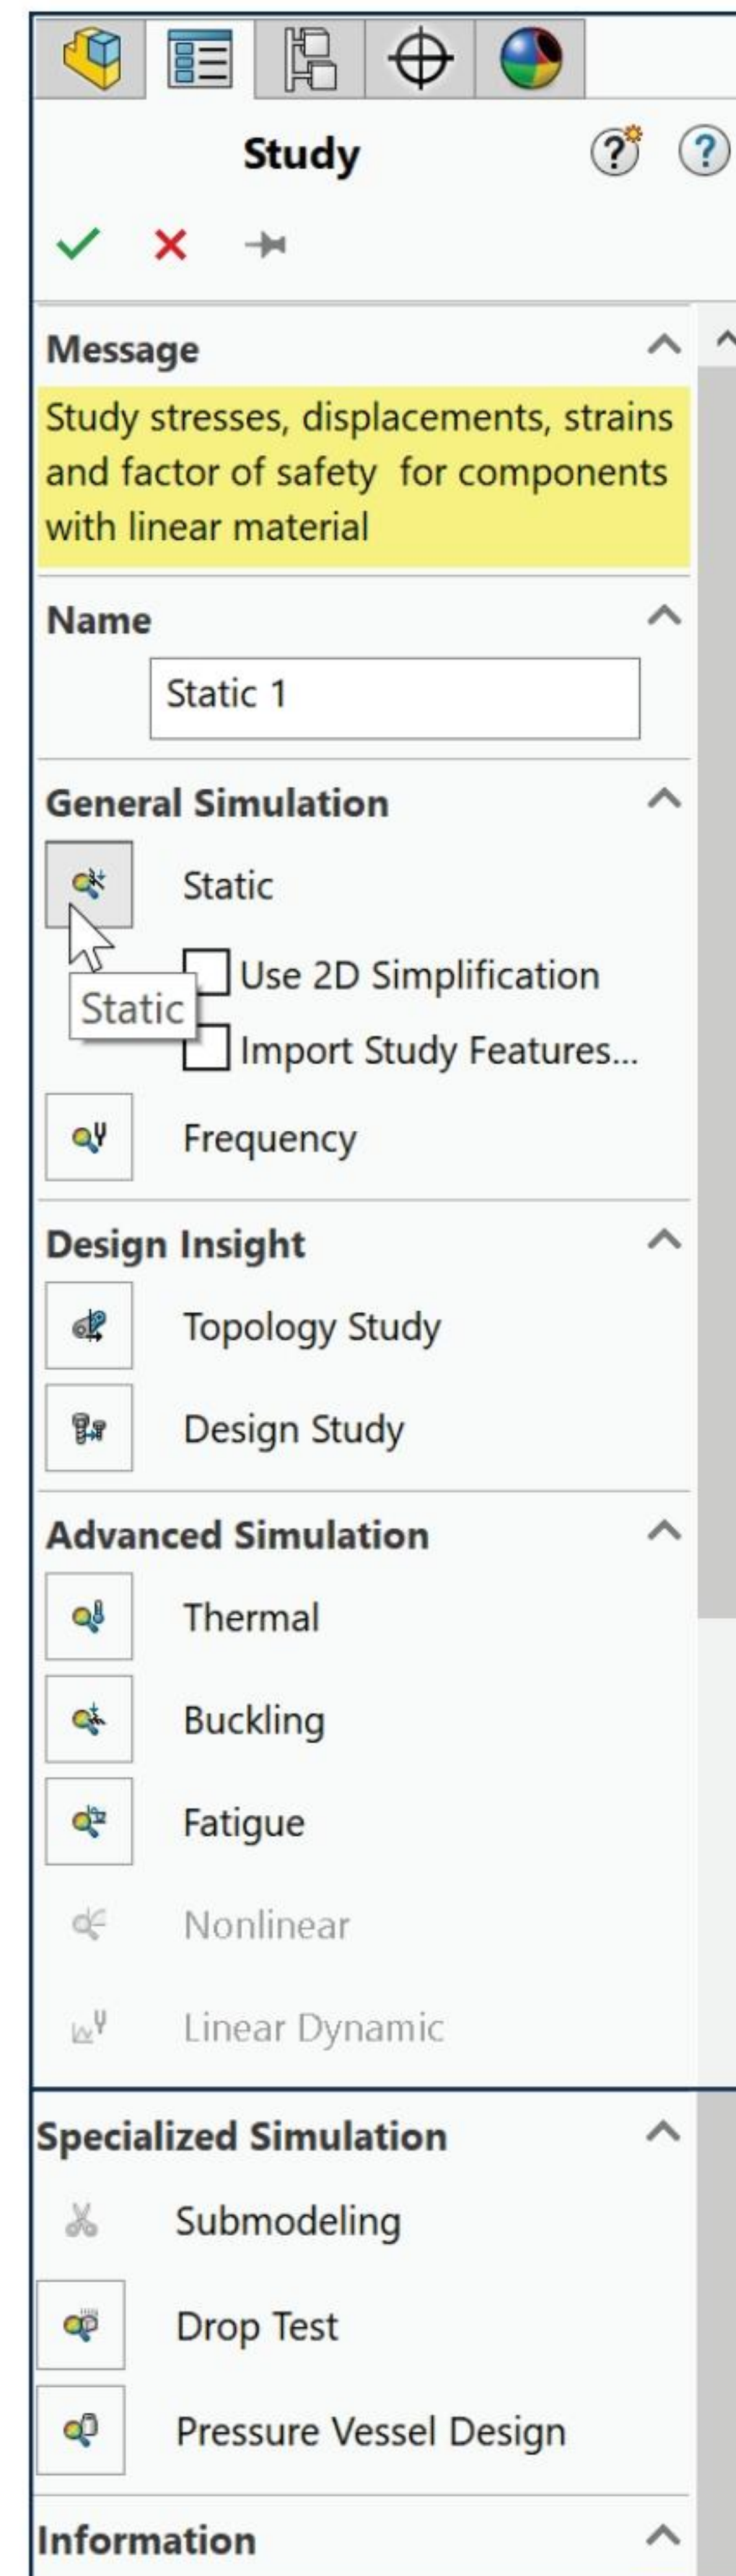 Study
Message
Study stresses, displacements, strains
and factor of safety for components
with linear material
Name
Static 1
General Simulation
Static
Use 2D Simplification
Static
Import Study Features...
Frequency
Design Insight
Topology Study
Design Study
Advanced Simulation
Thermal
Buckling
Fatigue
Nonlinear
Linear Dynamic
Specialized Simulation
Submodeling
Drop Test
Pressure Vessel Design
Information